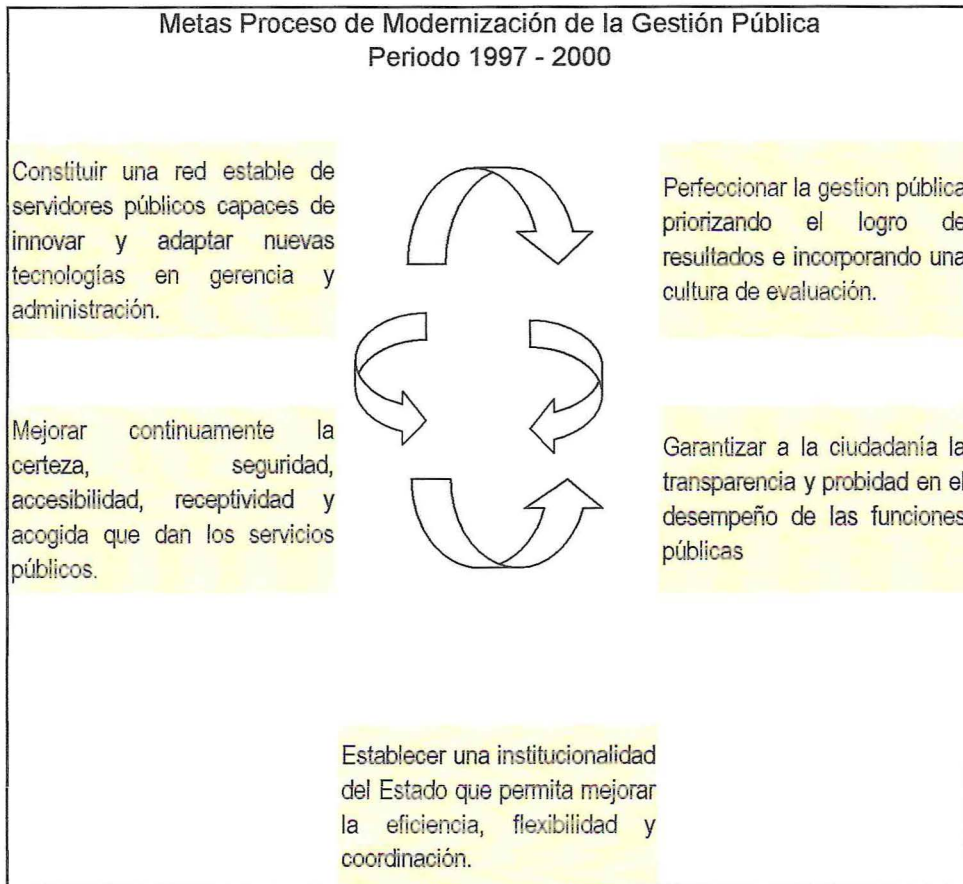 Metas Proceso de Modernización de la Gestión Pública
Periodo 1997 - 2000
Constituir una red estable de
servidores públicos capaces de
innovar y adaptar nuevas
tecnologías en gerencia y
administración.
Perfeccionar la gestion pública
priorizando el logro de
resultados e incorporando una
cultura de evaluación.
Mejorar continuamente la
certeza, seguridad,
accesibilidad, receptividad y
acogida que dan los servicios
públicos.
Garantizar a la ciudadanía la
transparencia y probidad en el
desempeño de las funciones
públicas
Establecer una institucionalidad
del Estado que permita mejorar
la eficiencia, flexibilidad y
coordinación.